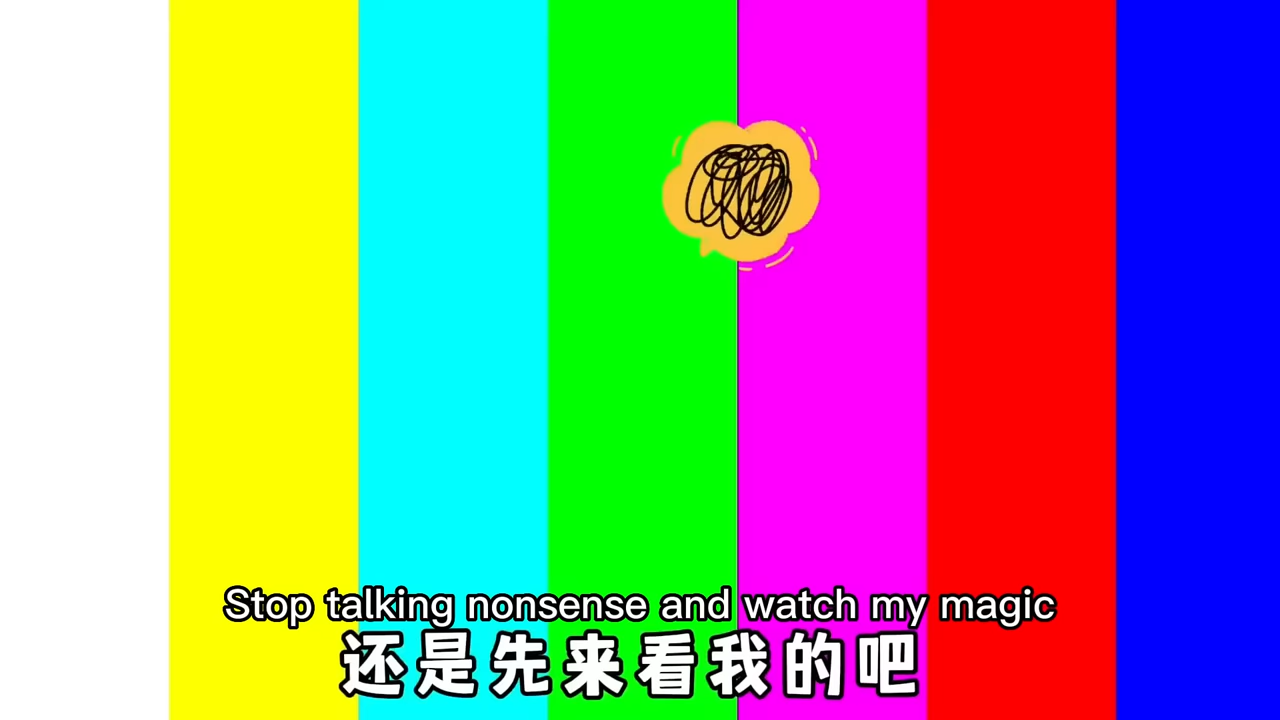 Stop talking nonsense and watch my magic
还是先来看我的吧